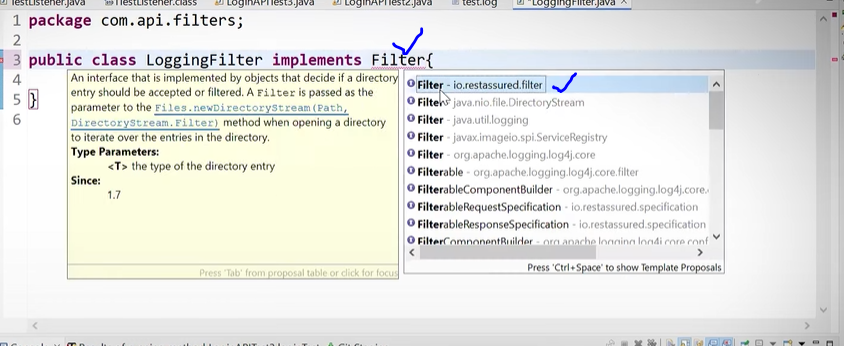 TestListener.java
ITestListener.class
LoginAPITest3.java
LoginAPITest2.java
test.log
*LoggingFilter.java
1 package com.api.filters;
2
3 public class LoggingFilter implements Filter{
4
5 }
6
An interface that is implemented by objects that decide if a directory
entry should be accepted or filtered. A Filter is passed as the
parameter to the Files.newDirectoryStream(Path,
DirectoryStream.Filter) method when opening a directory
to iterate over the entries in the directory.
Type Parameters:
<T> the type of the directory entry
Since:
1.7
Press 'Tab' from proposal table or click for focus
Filter - io.restassured.filter
Filter - java.nio.file.DirectoryStream
Filter - java.util.logging
Filter - javax.imageio.spi.ServiceRegistry
Filter - org.apache.logging.log4j.core
Filterable - org.apache.logging.log4j.core.filter
FilterableComponentBuilder - org.apache.logging.log4j.core.
FilterableRequestSpecification - io.restassured.specification
FilterableResponseSpecification - io.restassured.specification
FilterComponentBuilder - org.apache.logging.log4j.core.conf
Press 'Ctrl+Space' to show Template Proposals